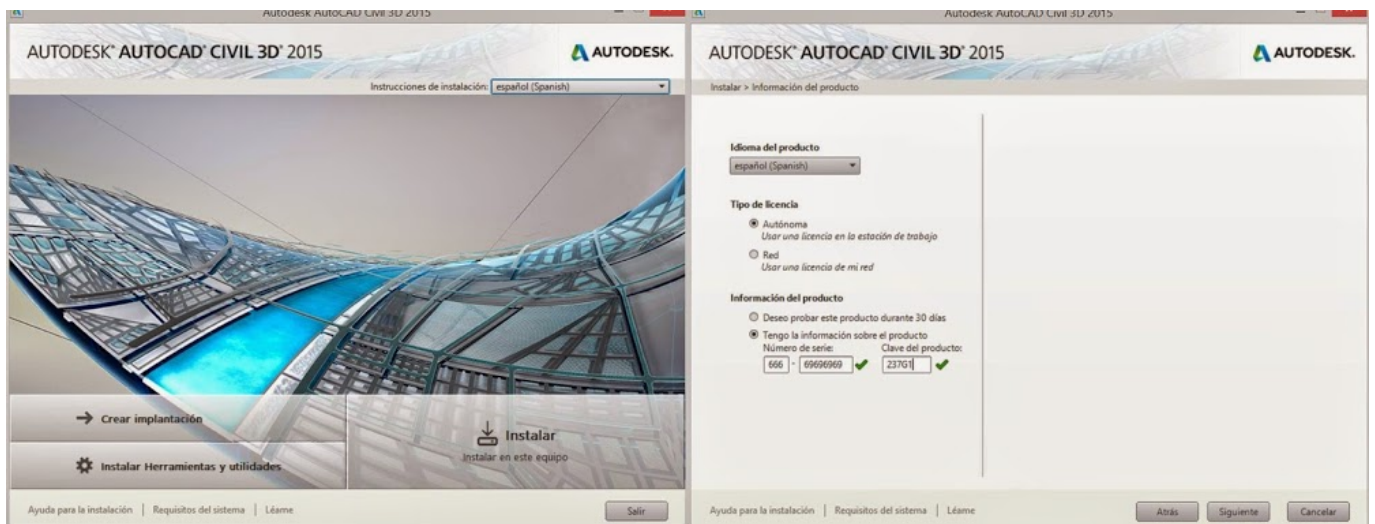 Autodesk AutoCAD Civil 3D 2015
AUTODESK® AUTOCAD® CIVIL 3D® 2015
AUTODESK.
Instrucciones de instalación: español (Spanish)
Crear implantación
Instalar Herramientas y utilidades
Instalar
Instalar en este equipo
Ayuda para la instalación | Requisitos del sistema | Léame
Salir
Autodesk AutoCAD Civil 3D 2015
AUTODESK® AUTOCAD® CIVIL 3D® 2015
AUTODESK.
Instalar > Información del producto
Idioma del producto
español (Spanish)
Tipo de licencia
Autónoma
Usar una licencia en la estación de trabajo
Red
Usar una licencia de mi red
Información del producto
Deseo probar este producto durante 30 días
Tengo la información sobre el producto
Número de serie: Clave del producto:
666 - 69696969 237G1
Ayuda para la instalación | Requisitos del sistema | Léame
Atrás Siguiente Cancelar